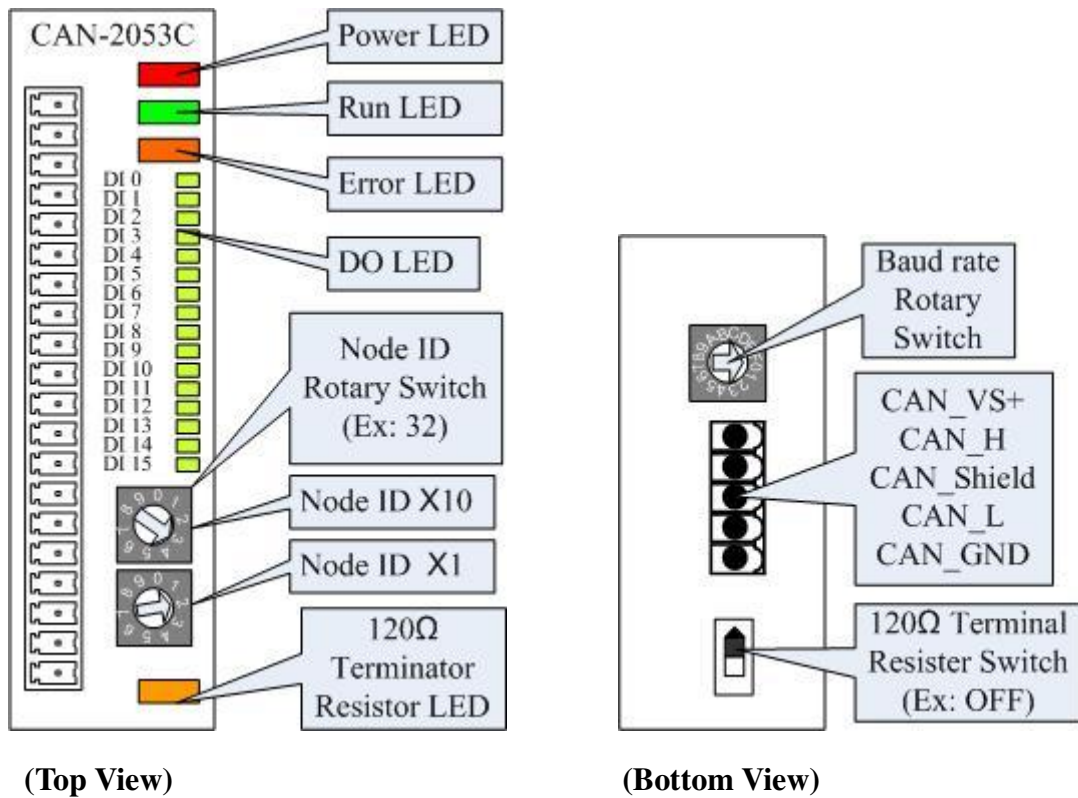 CAN-2053C
Power LED
Run LED
Error LED
DI 0
DI 1
DI 2
DI 3
DI 4
DI 5
DI 6
DI 7
DI 8
DI 9
DI 10
DI 11
DI 12
DI 13
DI 14
DI 15
DO LED
Node ID
Rotary Switch
(Ex: 32)
Node ID X10
Node ID X1
120Ω
Terminator
Resistor LED
(Top View)
Baud rate
Rotary
Switch
CAN_VS+
CAN_H
CAN_Shield
CAN_L
CAN_GND
120Ω Terminal
Resister Switch
(Ex: OFF)
(Bottom View)